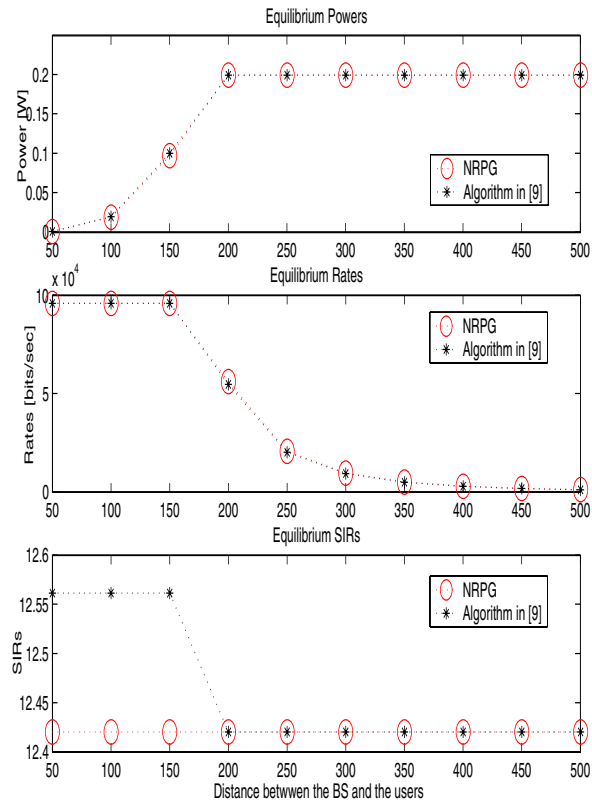 Equilibrium Powers
Power [W]
0.2
0.15
0.1
0.05
0
50 100 150 200 250 300 350 400 450 500
NRPG
Algorithm in [9]
Equilibrium Rates
x 10^4
Rates [bits/sec]
10
5
0
50 100 150 200 250 300 350 400 450 500
NRPG
Algorithm in [9]
Equilibrium SIRs
SIRs
12.6
12.55
12.5
12.45
12.4
50 100 150 200 250 300 350 400 450 500
NRPG
Algorithm in [9]
Distance betwven the BS and the users